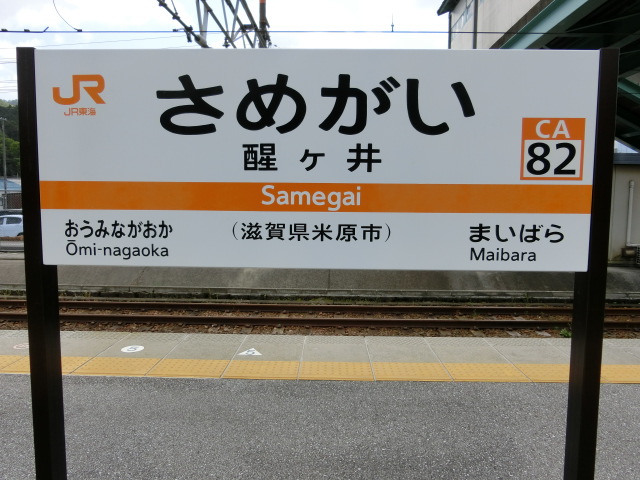 JR
JR東海
さめがい
醒ヶ井
CA
82
Samegai
おうみながおか
Ōmi-nagaoka
(滋賀県米原市)
まいばら
Maibara